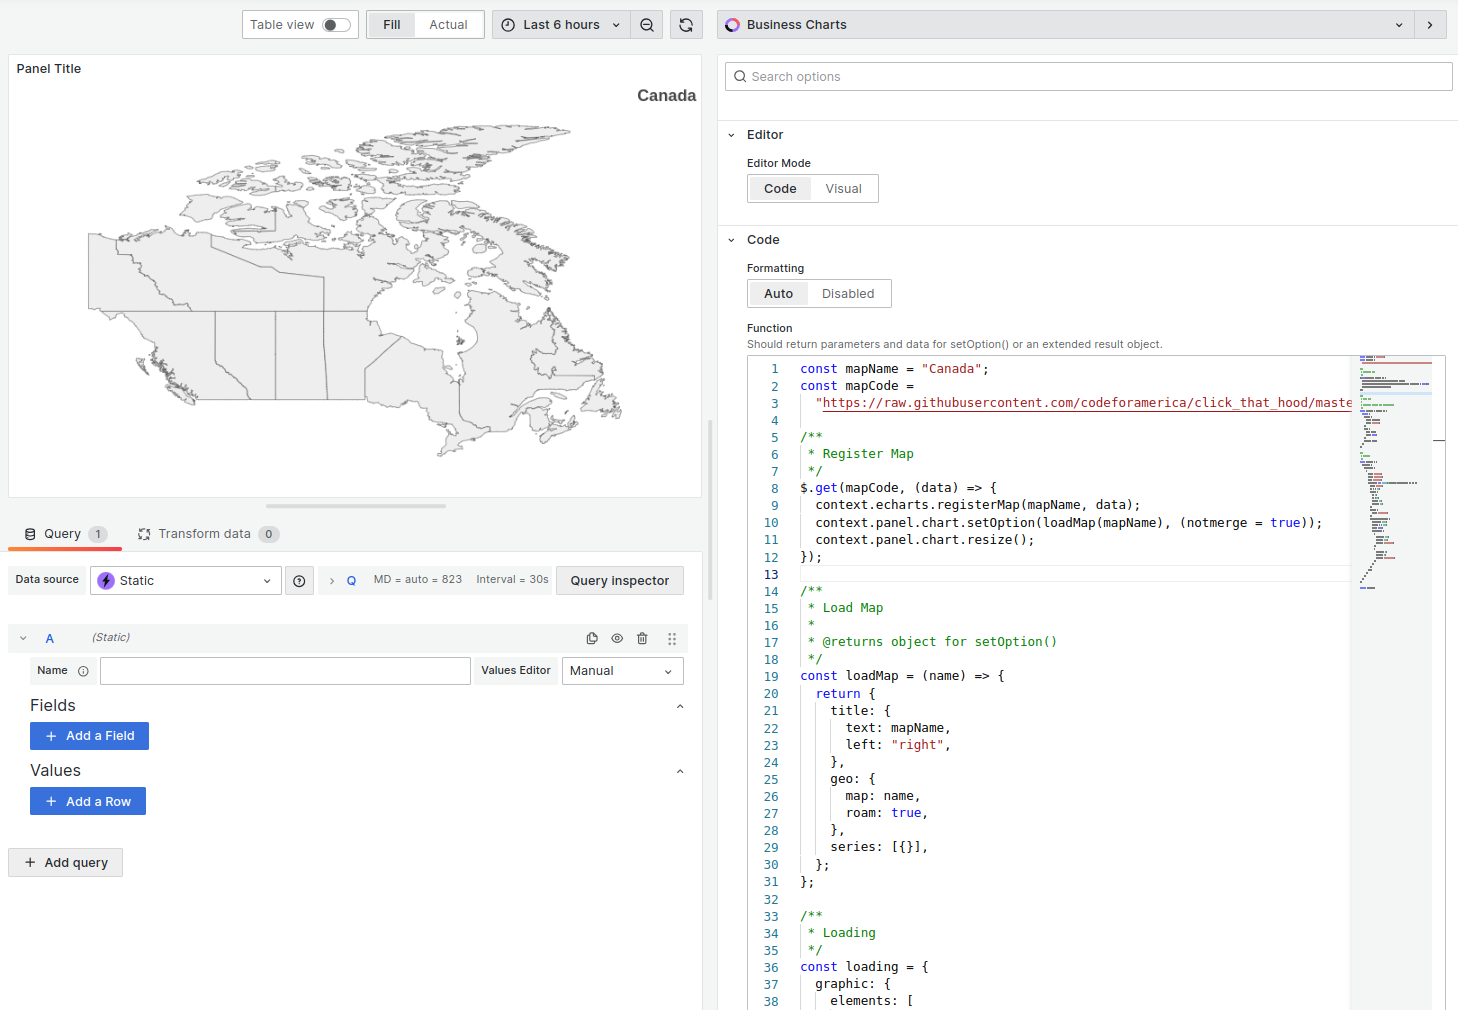 Table view
Fill
Actual
Last 6 hours
Business Charts
Panel Title
Canada
Search options
Editor
Editor Mode
Code
Visual
Code
Formatting
Auto
Disabled
Function
Should return parameters and data for setOption() or an extended result object.
1 const mapName = "Canada";
2 const mapCode =
3 "https://raw.githubusercontent.com/codeforamerica/click_that_hood/maste
4
5 /**
6 * Register Map
7 */
8 $.get(mapCode, (data) => {
9 context.echarts.registerMap(mapName, data);
10 context.panel.chart.setOption(loadMap(mapName), (notmerge = true));
11 context.panel.chart.resize();
12 });
13
14 /**
15 * Load Map
16 *
17 * @returns object for setOption()
18 */
19 const loadMap = (name) => {
20 return {
21 title: {
22 text: mapName,
23 left: "right",
24 },
25 geo: {
26 map: name,
27 roam: true,
28 },
29 series: [{}],
30 };
31 };
32
33 /**
34 * Loading
35 */
36 const loading = {
37 graphic: {
38 elements: [
Query 1
Transform data 0
Data source
Static
Q
MD = auto = 823
Interval = 30s
Query inspector
A
(Static)
Name
Values Editor
Manual
Fields
+ Add a Field
Values
+ Add a Row
+ Add query